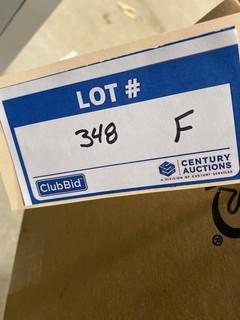 LOT #
348 F
ClubBid
CENTURY
AUCTIONS
A DIVISION OF CENTURY SERVICES
®